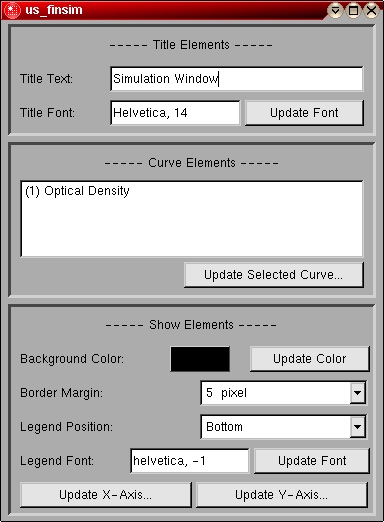 us_finsim
----- Title Elements -----
Title Text: Simulation Window
Title Font: Helvetica, 14 Update Font
----- Curve Elements -----
(1) Optical Density
Update Selected Curve...
----- Show Elements -----
Background Color: Update Color
Border Margin: 5 pixel
Legend Position: Bottom
Legend Font: helvetica, -1 Update Font
Update X-Axis... Update Y-Axis...